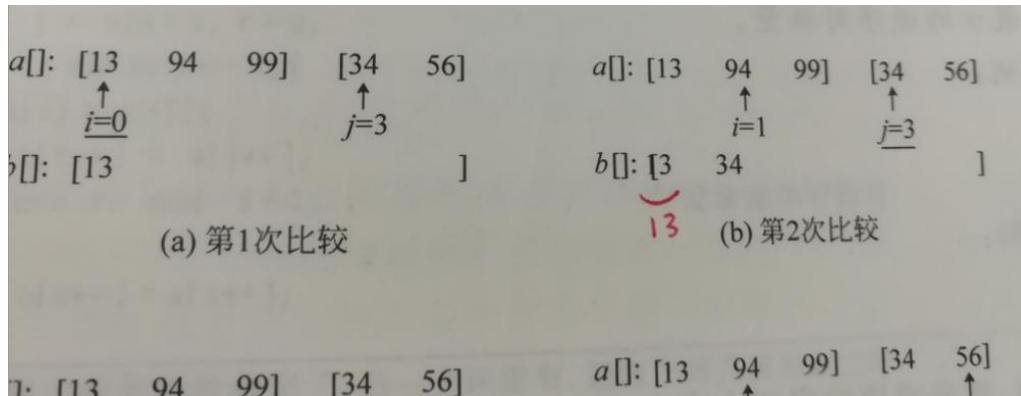 a[]: [13 94 99] [34 56]
i=0 j=3
b[]: [13 ]
(a) 第1次比较
a[]: [13 94 99] [34 56]
i=1 j=3
b[]: [3 34 ]
13
(b) 第2次比较
]: [13 94 99] [34 56]
a[]: [13 94 99] [34 56]